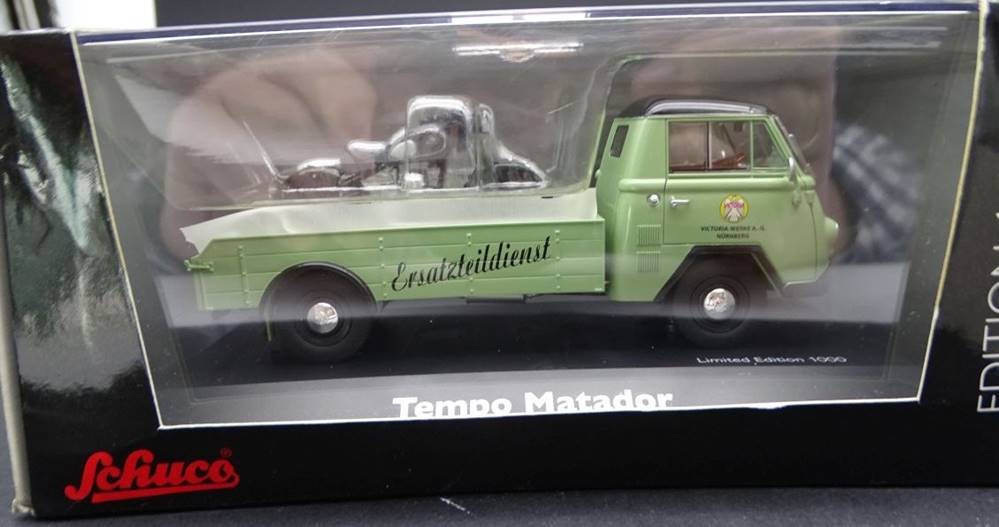 VICTORIA-WERKE A.-G.
NÜRNBERG
Ersatzteildienst
Limited Edition 1000
Tempo Matador
Schuco®
EDITION